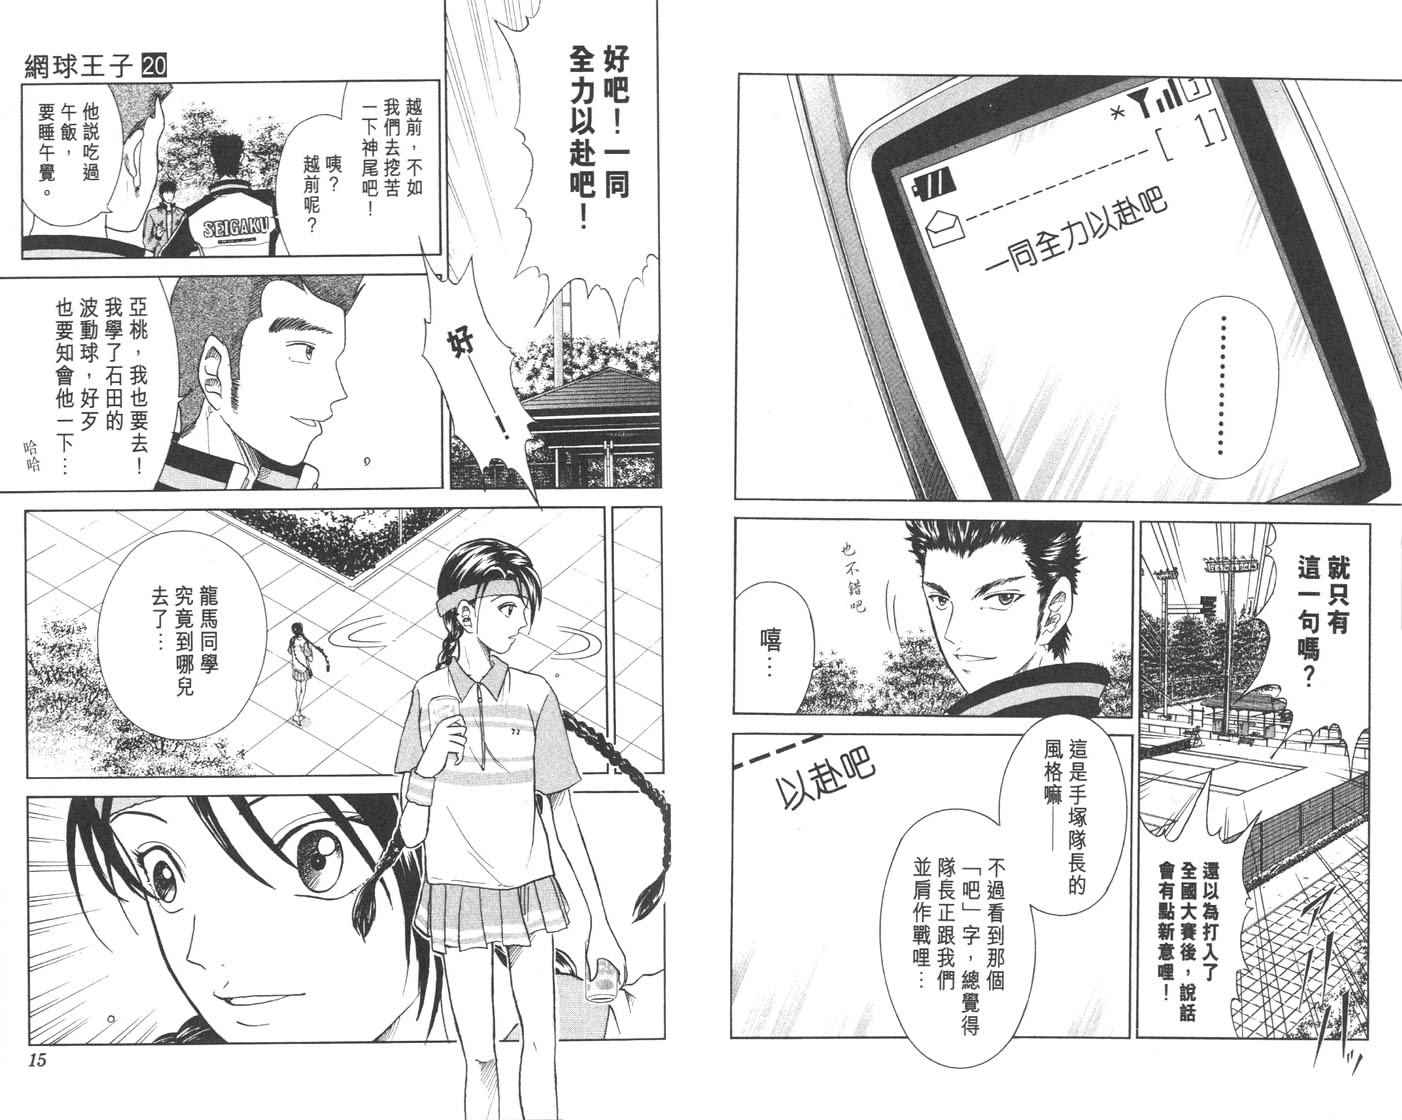 [ 1]
一同全力以赴吧
…………
就只有
這一句嗎？
還以為打入了
全國大賽後，說話
會有點新意哩！
也不錯吧
嘻…
這是手塚隊長的
風格嘛——
不過看到那個
「吧」字，總覺得
隊長正跟我們
並肩作戰哩…
以赴吧
好吧！一同
全力以赴吧！
好——！
網球王子 20
越前，不如
我們去挖苦
一下神尾吧！
咦？
越前呢？
他說吃過
午飯，
要睡午覺。
SEIGAKU
亞桃，我也要去！
我學了石田的
波動球，好歹
也要知會他一下…
哈哈
龍馬同學
究竟到哪兒
去了…
15